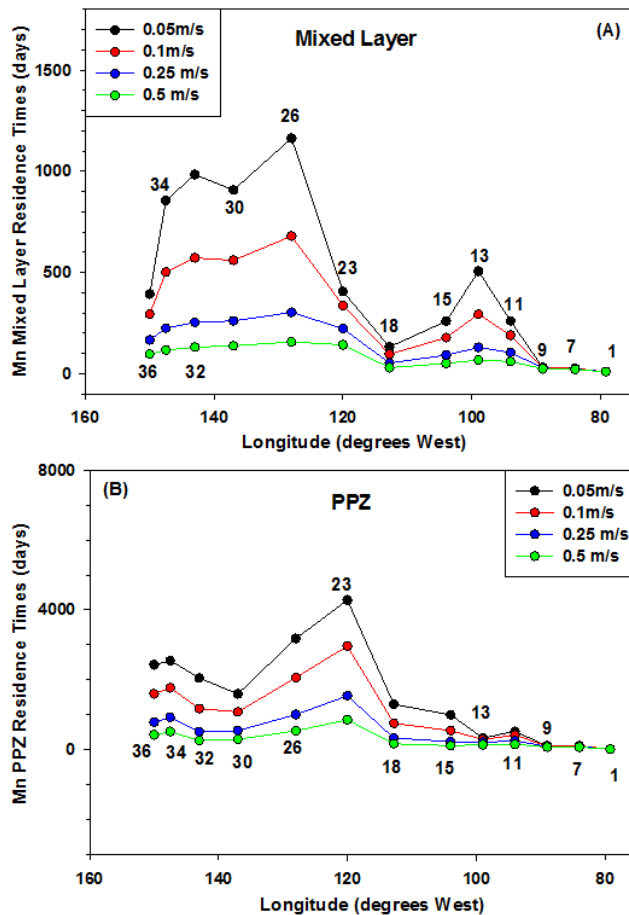 0.05m/s
0.1m/s
0.25 m/s
0.5 m/s
Mixed Layer
(A)
Mn Mixed Layer Residence Times (days)
1500
1000
500
0
34
30
26
23
18
15
13
11
9
7
1
36
32
160
140
120
100
80
Longitude (degrees West)
(B)
PPZ
0.05m/s
0.1m/s
0.25 m/s
0.5 m/s
Mn PPZ Residence Times (days)
8000
4000
0
23
13
9
36
34
32
30
26
18
15
11
7
1
160
140
120
100
80
Longitude (degrees West)